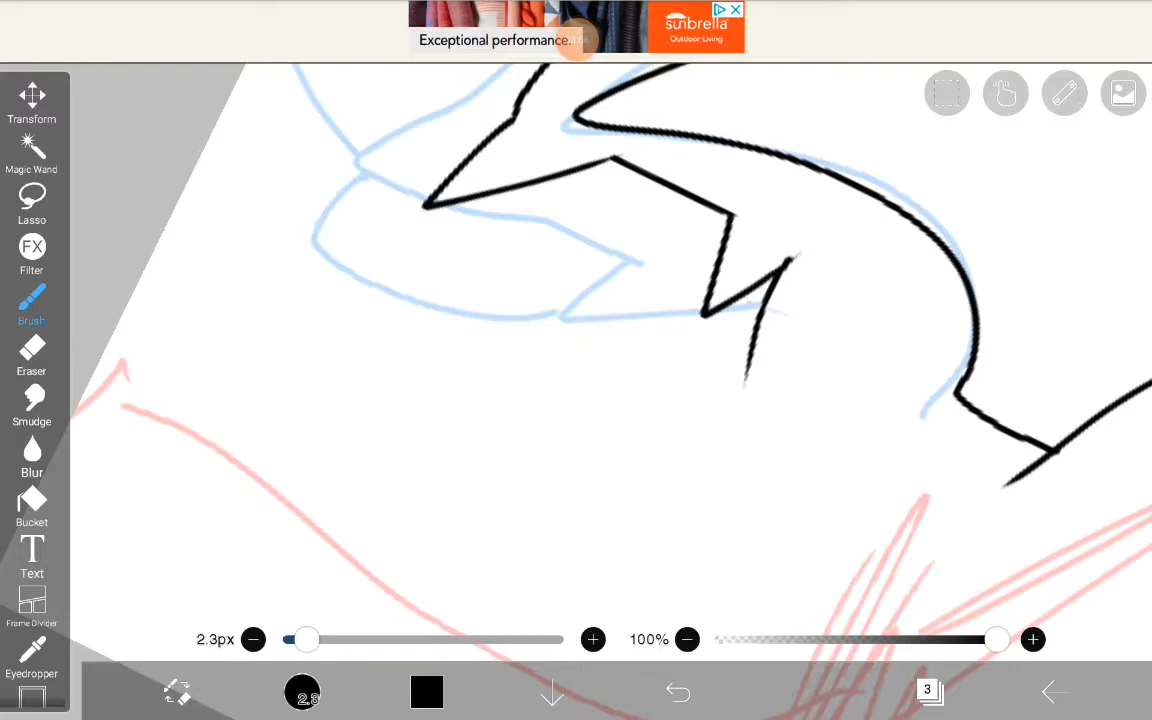 sunbrella
Outdoor Living
Exceptional performance.
Transform
Magic Wand
Lasso
FX
Filter
Brush
Eraser
Smudge
Blur
Bucket
T
Text
Frame Divider
Eyedropper
2.3px
100%
2.3
3